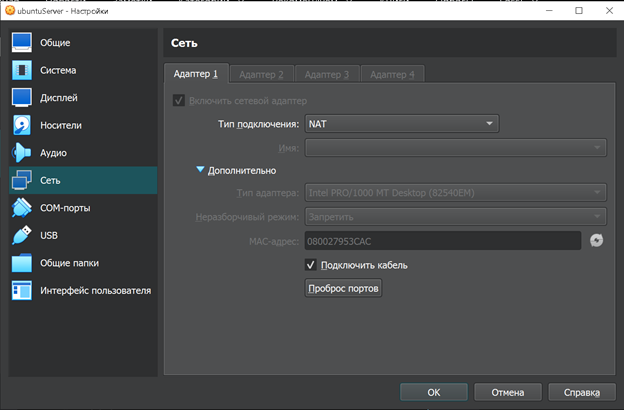 ubuntuServer - Настройки
Общие
Система
Дисплей
Носители
Аудио
Сеть
COM-порты
USB
Общие папки
Интерфейс пользователя
Сеть
Адаптер 1 Адаптер 2 Адаптер 3 Адаптер 4
Включить сетевой адаптер
Тип подключения: NAT
Имя:
Дополнительно
Тип адаптера: Intel PRO/1000 MT Desktop (82540EM)
Неразборчивый режим: Запретить
MAC-адрес: 080027953CAC
Подключить кабель
Проброс портов
OK Отмена Справка